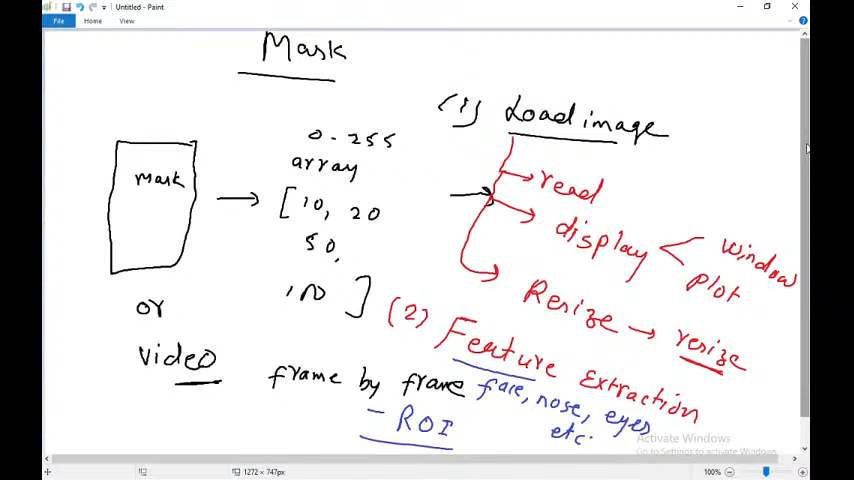 Untitled - Paint
File Home View
Mask
(1) Load image
0-255
array
mask
[10, 20
50,
100]
read
display
window
plot
Resize → resize
or
(2) Feature Extraction
video
frame by frame
face, nose, eyes
etc.
- ROI
Activate Windows
Go to Settings to activate Windows.
1272 × 747px
100%